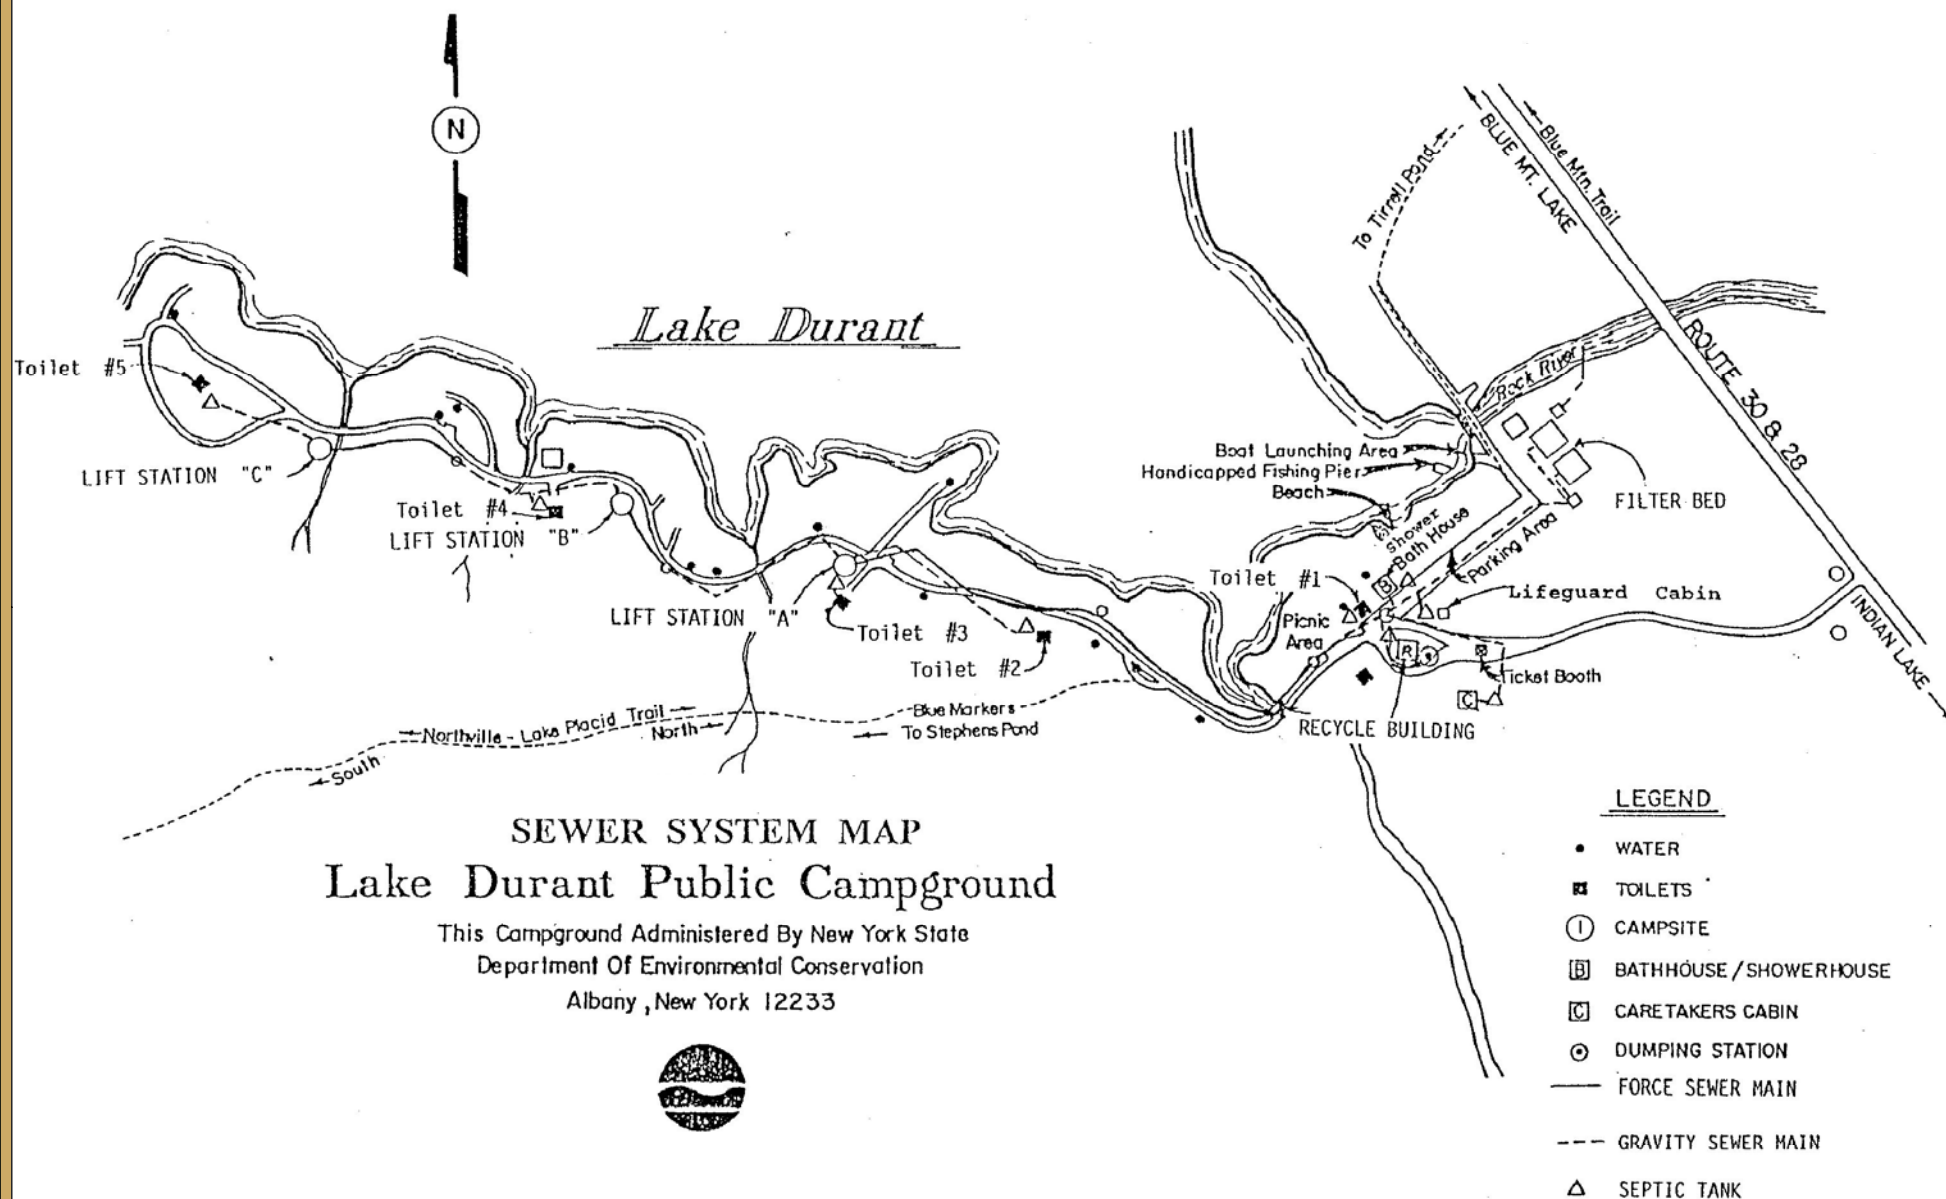 N
Lake Durant
To Tirrell Pond
BLUE MT. LAKE
Blue Mtn. Trail
ROUTE 30 & 28
Rock River
Toilet #5
LIFT STATION "C"
Toilet #4
LIFT STATION "B"
LIFT STATION "A"
Toilet #3
Toilet #2
Boat Launching Area
Handicapped Fishing Pier
Beach
Shower
Bath House
Parking Area
FILTER BED
Toilet #1
Picnic
Area
B
R
C
Lifeguard Cabin
Ticket Booth
RECYCLE BUILDING
INDIAN LAKE
Northville - Lake Placid Trail
North
South
Blue Markers
To Stephens Pond
SEWER SYSTEM MAP
Lake Durant Public Campground
This Campground Administered By New York State
Department Of Environmental Conservation
Albany, New York 12233
LEGEND
WATER
TOILETS
1 CAMPSITE
B BATHHOUSE/SHOWERHOUSE
C CARETAKERS CABIN
DUMPING STATION
FORCE SEWER MAIN
GRAVITY SEWER MAIN
SEPTIC TANK